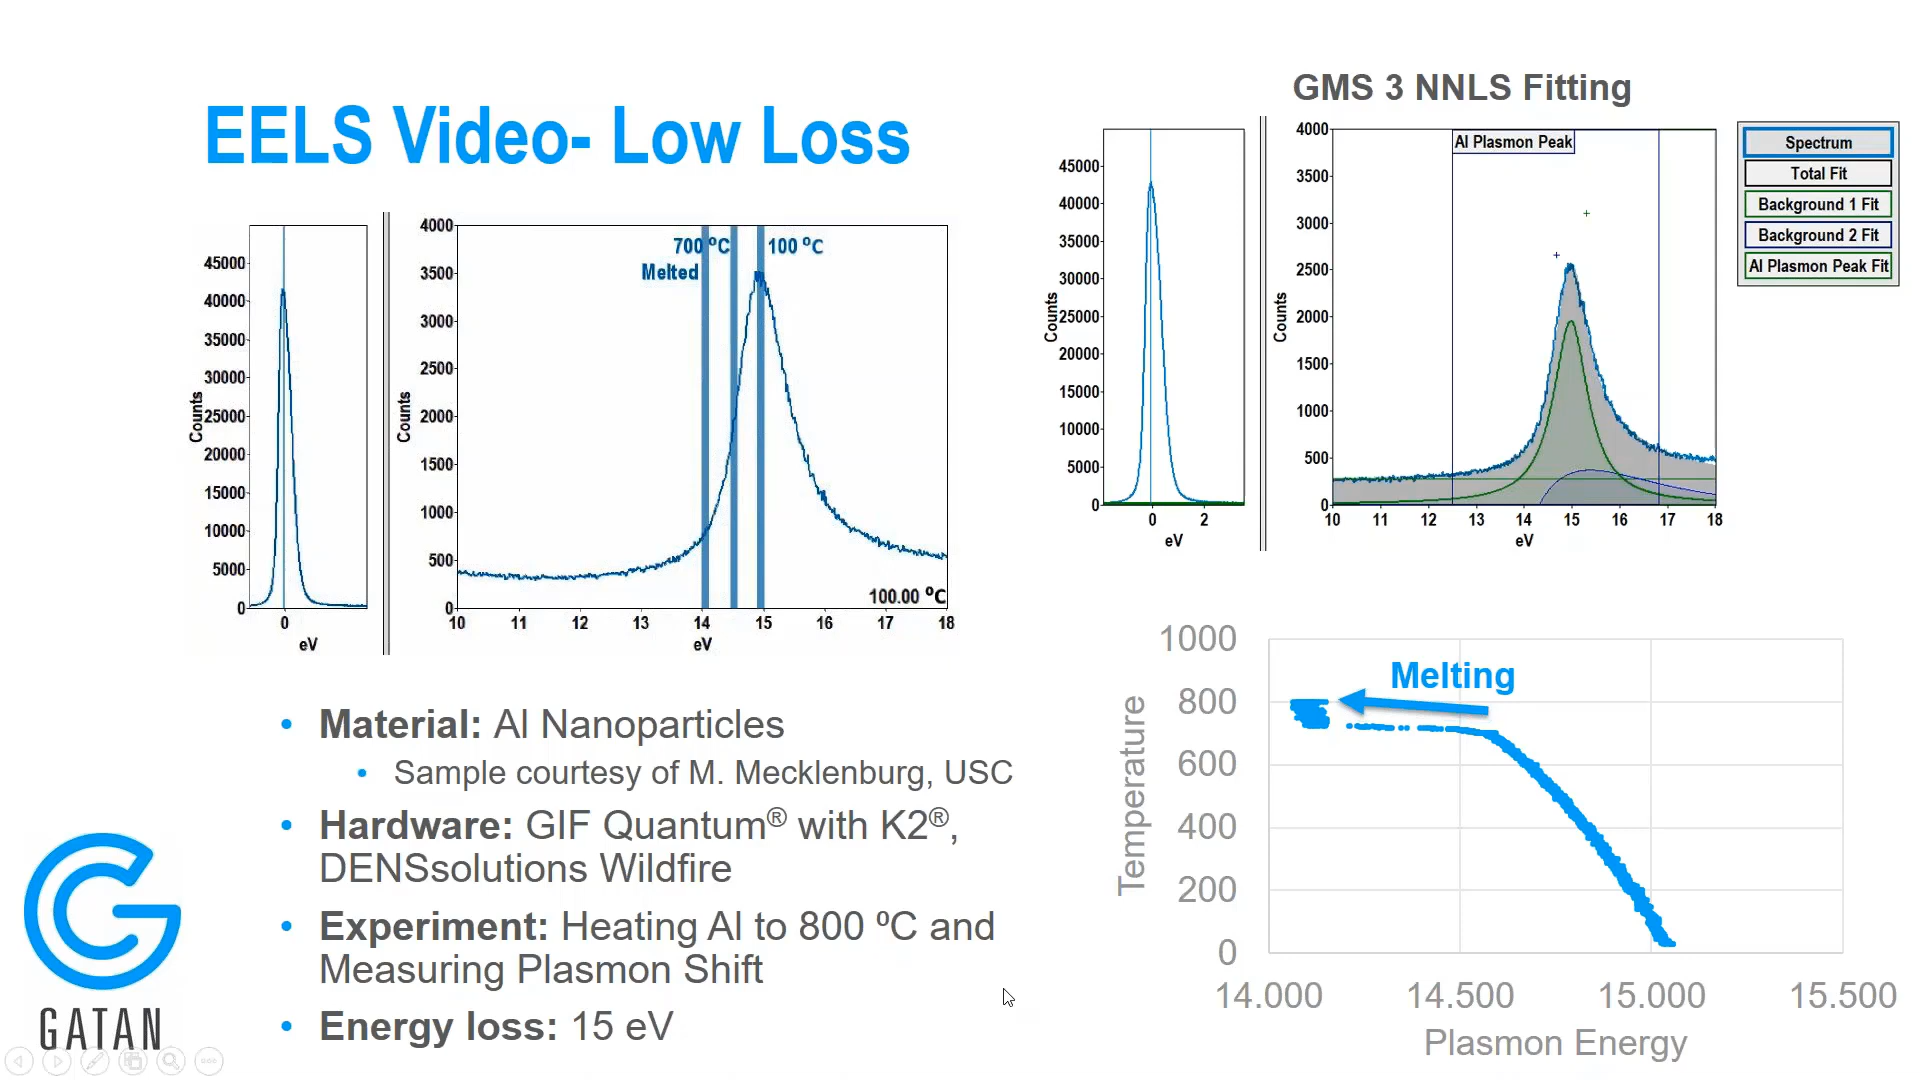 EELS Video- Low Loss
GMS 3 NNLS Fitting
Counts
45000
40000
35000
30000
25000
20000
15000
10000
5000
0
0
eV
Counts
4000
3500
3000
2500
2000
1500
1000
500
0
700 ºC
100 ºC
Melted
100.00 ºC
10 11 12 13 14 15 16 17 18
eV
Counts
45000
40000
35000
30000
25000
20000
15000
10000
5000
0
0 2
eV
Counts
4000
3500
3000
2500
2000
1500
1000
500
0
Al Plasmon Peak
10 11 12 13 14 15 16 17 18
eV
Spectrum
Total Fit
Background 1 Fit
Background 2 Fit
Al Plasmon Peak Fit
• Material: Al Nanoparticles
• Sample courtesy of M. Mecklenburg, USC
• Hardware: GIF Quantum® with K2®,
DENSsolutions Wildfire
• Experiment: Heating Al to 800 ºC and
Measuring Plasmon Shift
• Energy loss: 15 eV
Temperature
1000
800
600
400
200
0
Melting
14.000 14.500 15.000 15.500
Plasmon Energy
GATAN